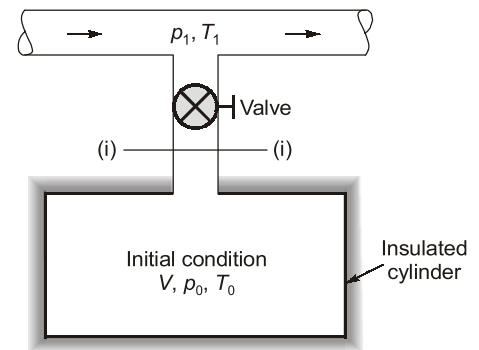 p₁, T₁
Valve
(i) (i)
Initial condition
V, p₀, T₀
Insulated
cylinder